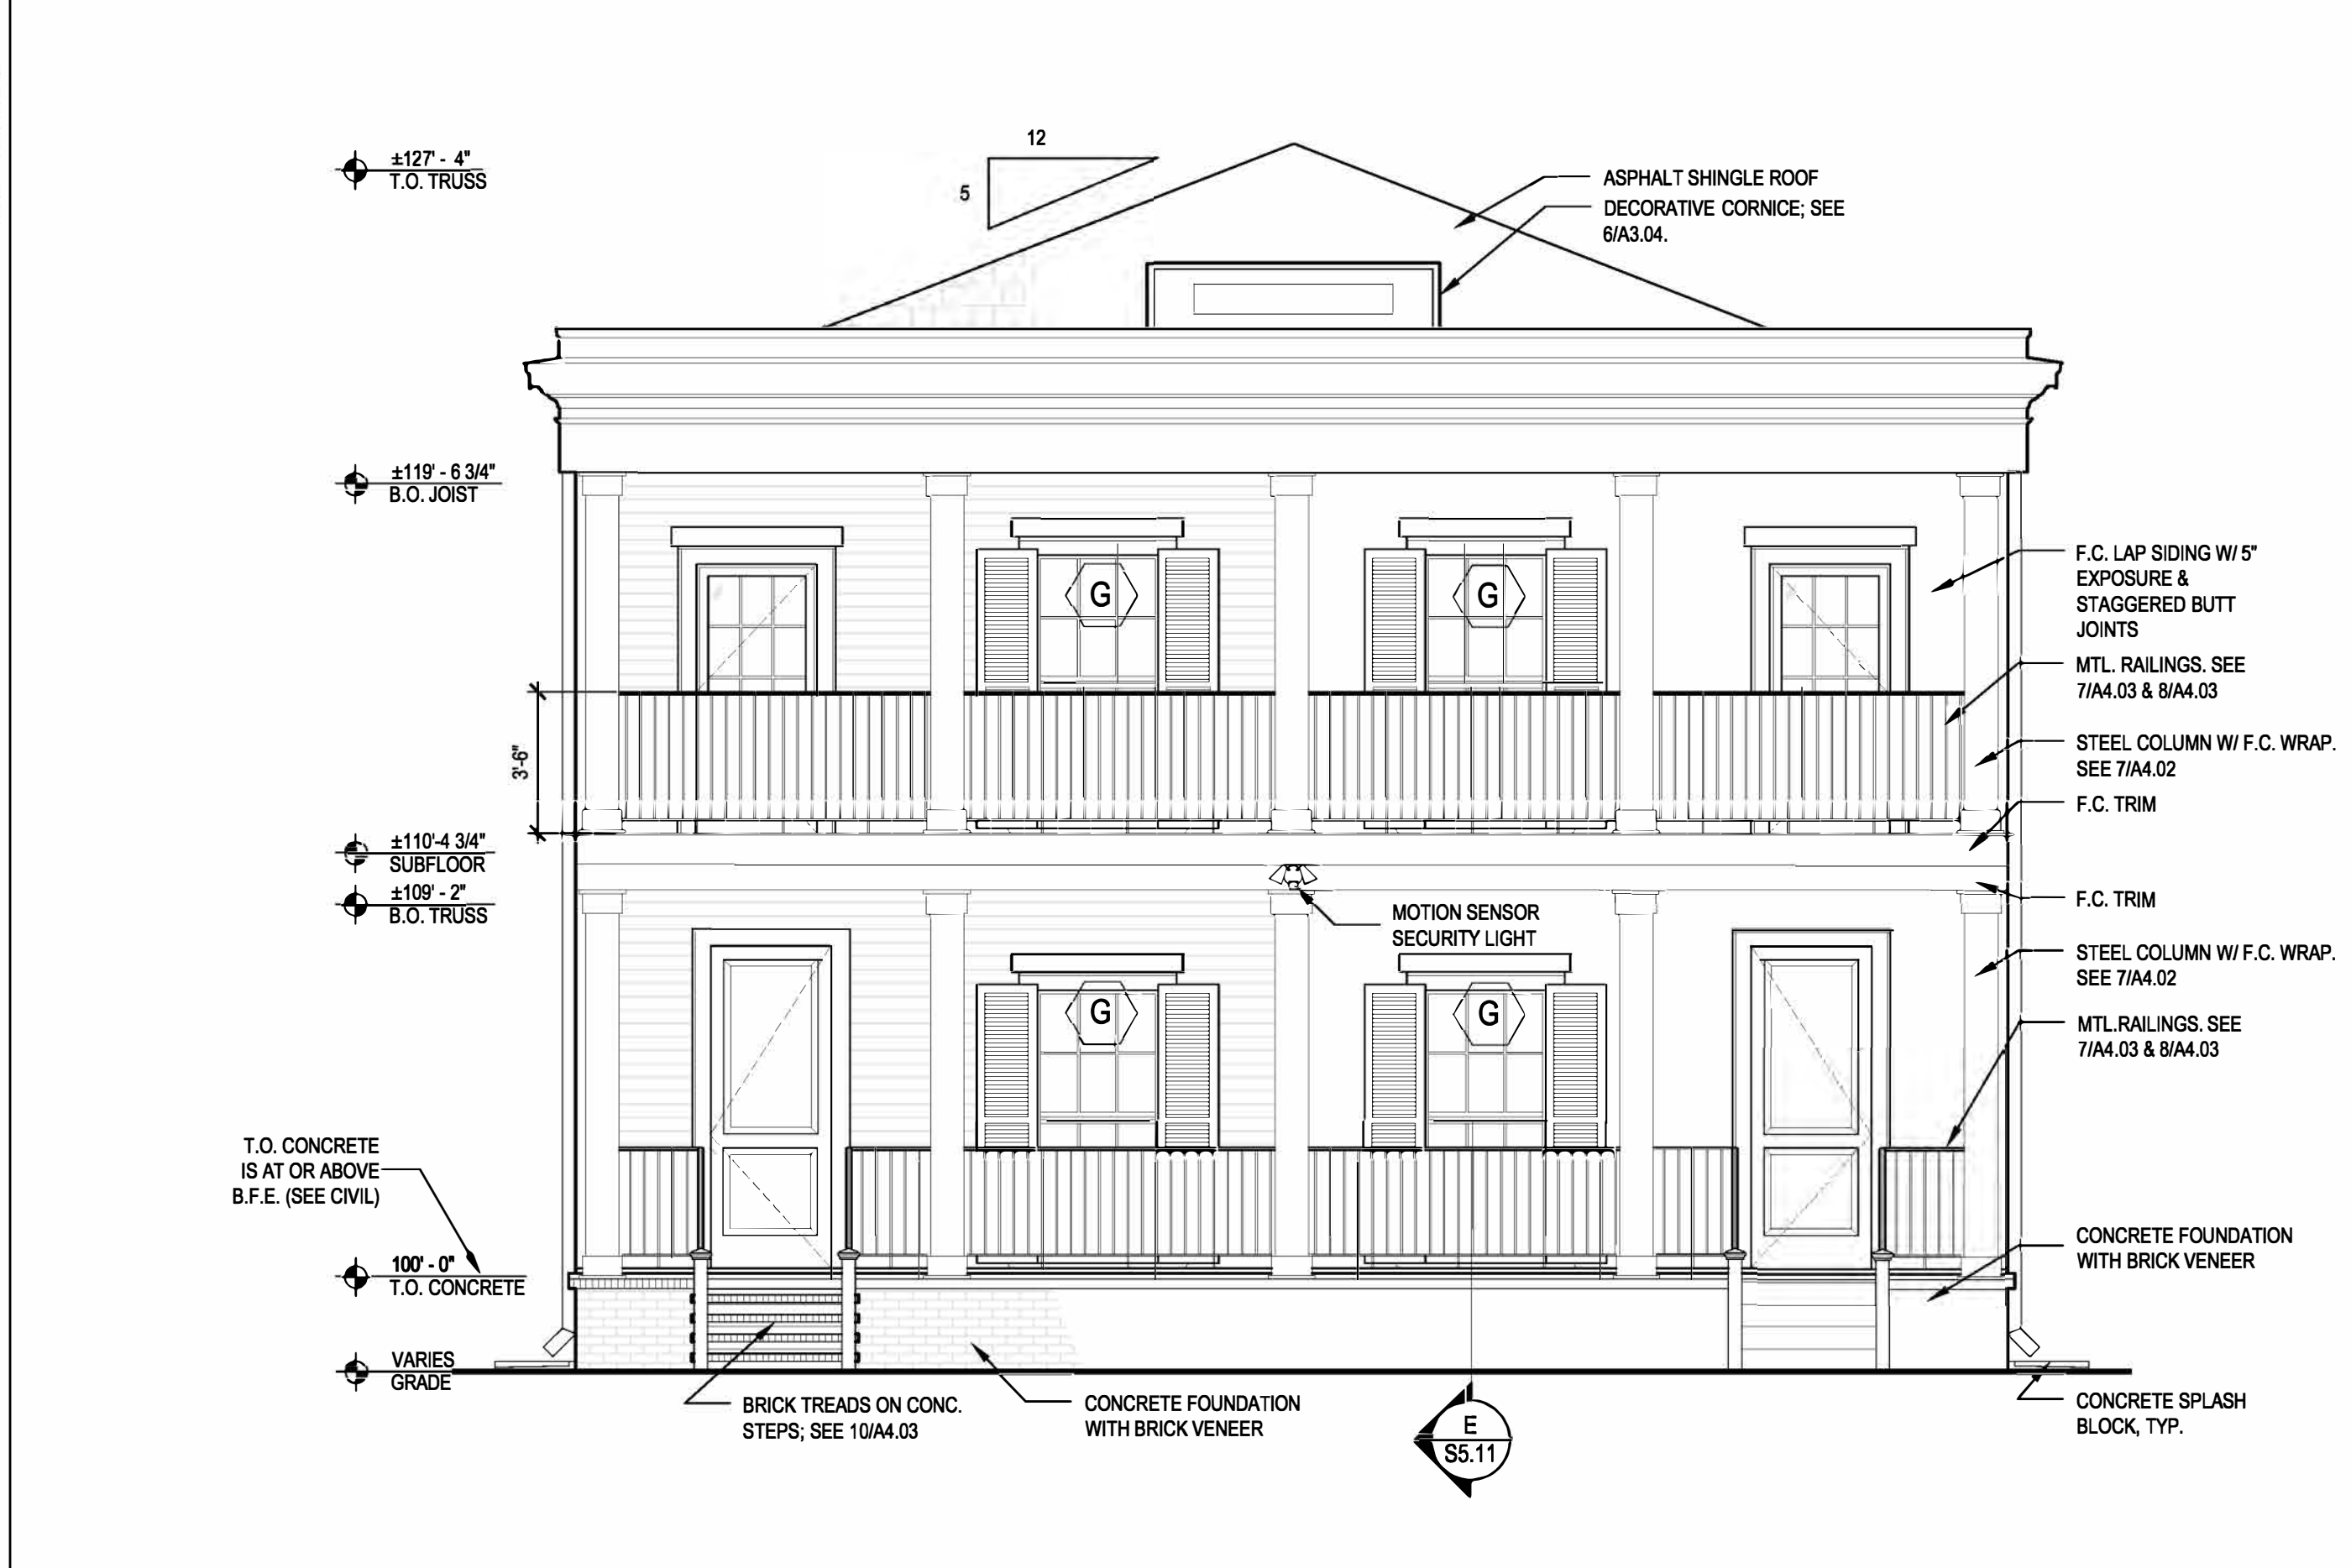 12
5
±127' - 4"
T.O. TRUSS
ASPHALT SHINGLE ROOF
DECORATIVE CORNICE; SEE
6/A3.04.
±119' - 6 3/4"
B.O. JOIST
F.C. LAP SIDING W/ 5"
EXPOSURE &
STAGGERED BUTT
JOINTS
G
G
MTL. RAILINGS. SEE
7/A4.03 & 8/A4.03
3'-6"
STEEL COLUMN W/ F.C. WRAP.
SEE 7/A4.02
F.C. TRIM
±110'-4 3/4"
SUBFLOOR
±109' - 2"
B.O. TRUSS
F.C. TRIM
MOTION SENSOR
SECURITY LIGHT
STEEL COLUMN W/ F.C. WRAP.
SEE 7/A4.02
G
G
MTL.RAILINGS. SEE
7/A4.03 & 8/A4.03
T.O. CONCRETE
IS AT OR ABOVE
B.F.E. (SEE CIVIL)
100' - 0"
T.O. CONCRETE
CONCRETE FOUNDATION
WITH BRICK VENEER
VARIES
GRADE
BRICK TREADS ON CONC.
STEPS; SEE 10/A4.03
CONCRETE FOUNDATION
WITH BRICK VENEER
E
S5.11
CONCRETE SPLASH
BLOCK, TYP.